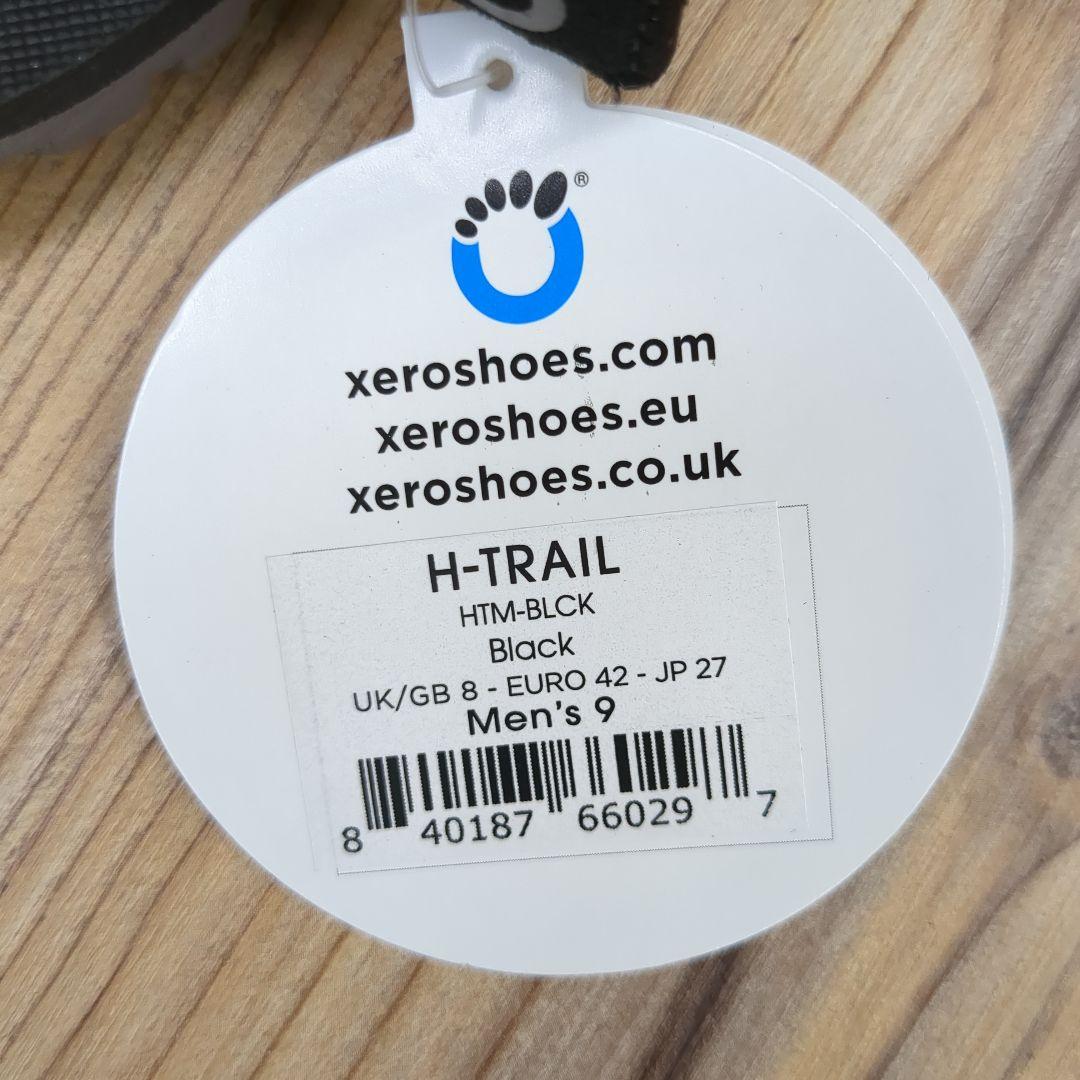 ®
xeroshoes.com
xeroshoes.eu
xeroshoes.co.uk
H-TRAIL
HTM-BLCK
Black
UK/GB 8 - EURO 42 - JP 27
Men's 9
8 40187 66029 7